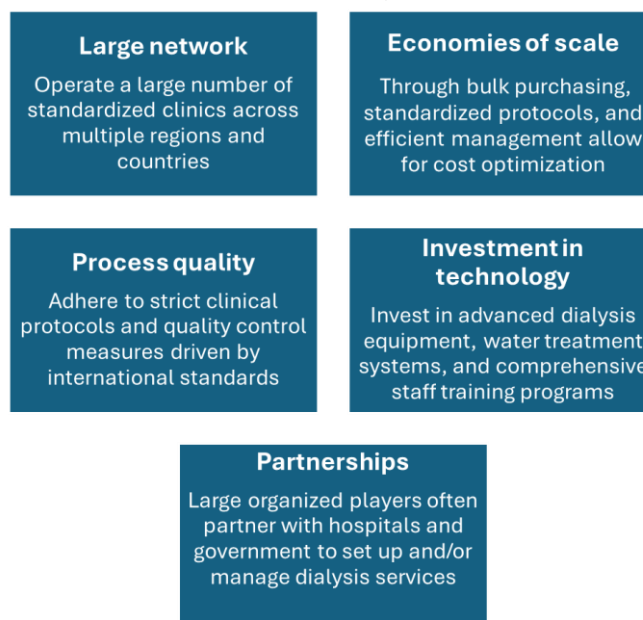 Large network
Operate a large number of
standardized clinics across
multiple regions and
countries
Economies of scale
Through bulk purchasing,
standardized protocols, and
efficient management allow
for cost optimization
Process quality
Adhere to strict clinical
protocols and quality control
measures driven by
international standards
Investment in
technology
Invest in advanced dialysis
equipment, water treatment
systems, and comprehensive
staff training programs
Partnerships
Large organized players often
partner with hospitals and
government to set up and/or
manage dialysis services